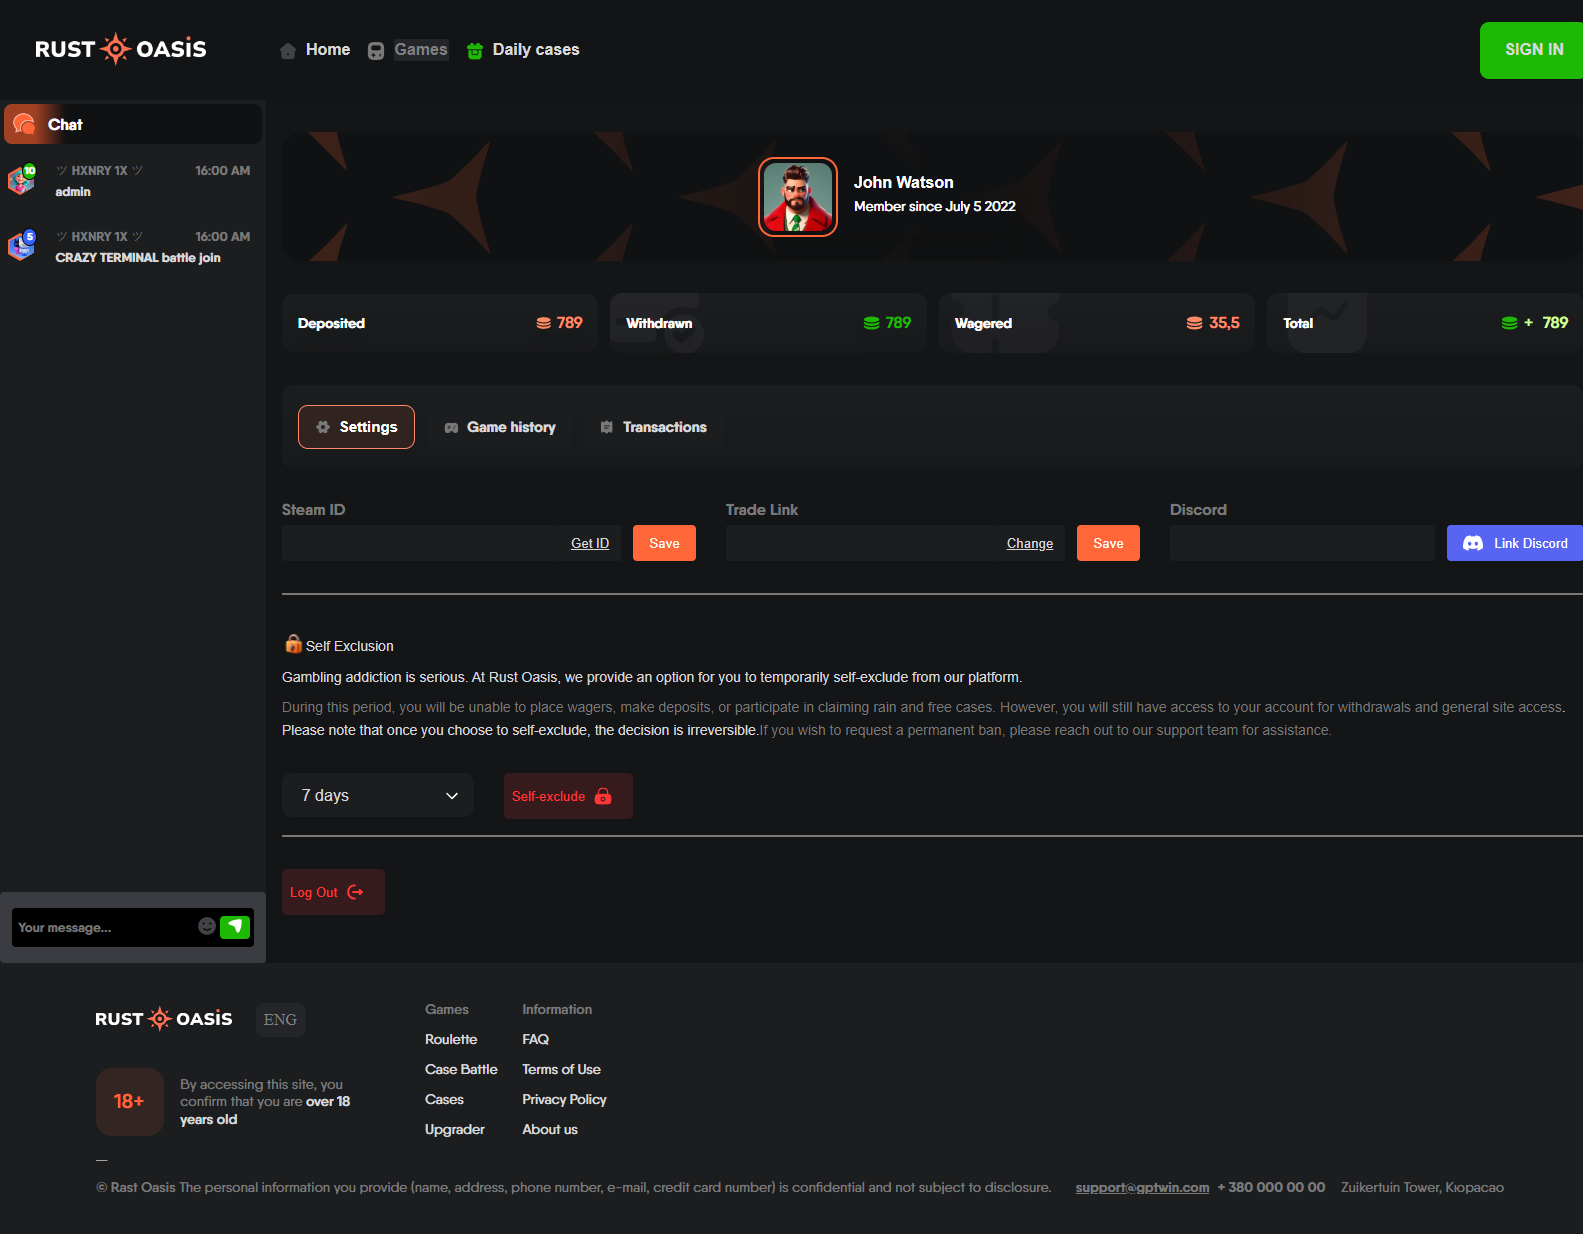 RUST OASIS
Home
Games
Daily cases
SIGN IN
Chat
10
ツ HXNRY 1X ツ 16:00 AM
admin
5
ツ HXNRY 1X ツ 16:00 AM
CRAZY TERMINAL battle join
Your message...
John Watson
Member since July 5 2022
Deposited 789
Withdrawn 789
Wagered 35,5
Total + 789
Settings
Game history
Transactions
Steam ID
Get ID
Save
Trade Link
Change
Save
Discord
Link Discord
Self Exclusion
Gambling addiction is serious. At Rust Oasis, we provide an option for you to temporarily self-exclude from our platform.
During this period, you will be unable to place wagers, make deposits, or participate in claiming rain and free cases. However, you will still have access to your account for withdrawals and general site access.
Please note that once you choose to self-exclude, the decision is irreversible.If you wish to request a permanent ban, please reach out to our support team for assistance.
7 days
Self-exclude
Log Out
RUST OASIS
ENG
18+
By accessing this site, you
confirm that you are over 18
years old
Games
Roulette
Case Battle
Cases
Upgrader
Information
FAQ
Terms of Use
Privacy Policy
About us
—
© Rast Oasis The personal information you provide (name, address, phone number, e-mail, credit card number) is confidential and not subject to disclosure.
support@gptwin.com
+ 380 000 00 00
Zuikertuin Tower, Кюрасао